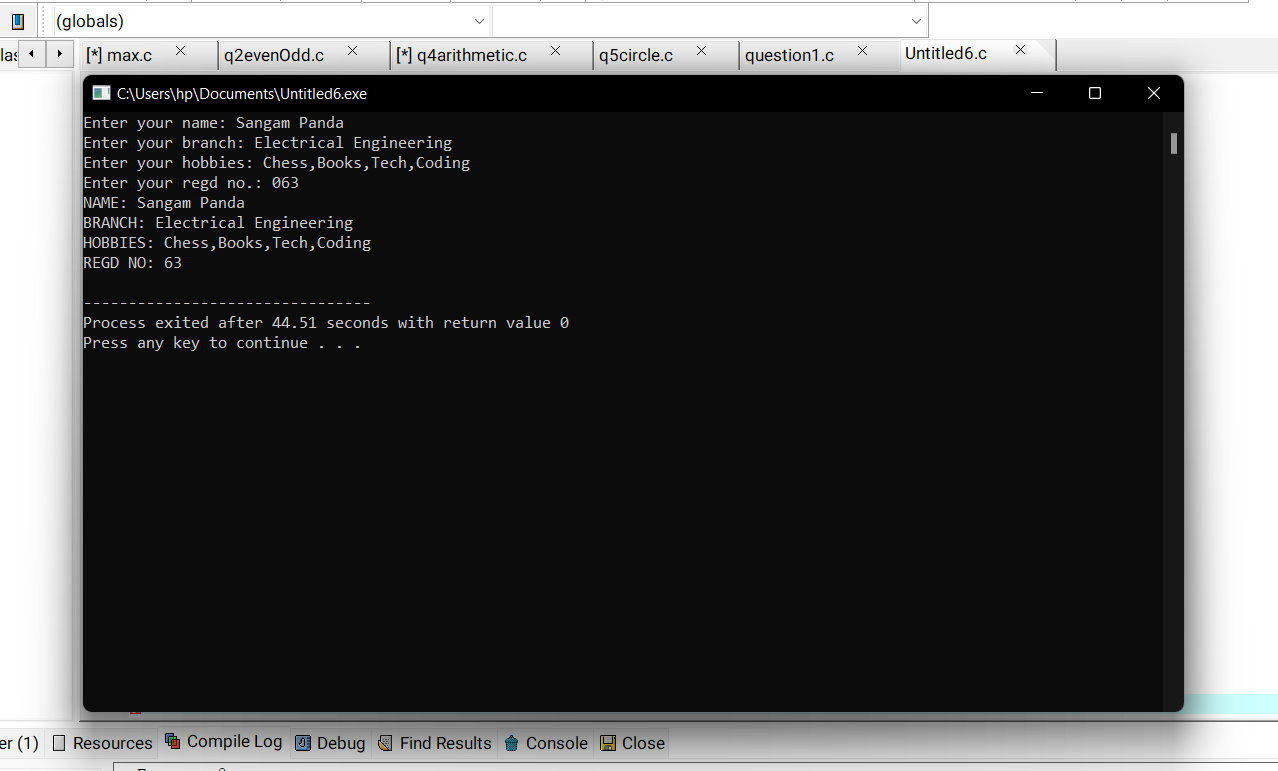 (globals)
[*] max.c
q2evenOdd.c
[*] q4arithmetic.c
q5circle.c
question1.c
Untitled6.c
C:\Users\hp\Documents\Untitled6.exe
Enter your name: Sangam Panda
Enter your branch: Electrical Engineering
Enter your hobbies: Chess,Books,Tech,Coding
Enter your regd no.: 063
NAME: Sangam Panda
BRANCH: Electrical Engineering
HOBBIES: Chess,Books,Tech,Coding
REGD NO: 63
--------------------------------
Process exited after 44.51 seconds with return value 0
Press any key to continue . . .
er (1) Resources Compile Log Debug Find Results Console Close